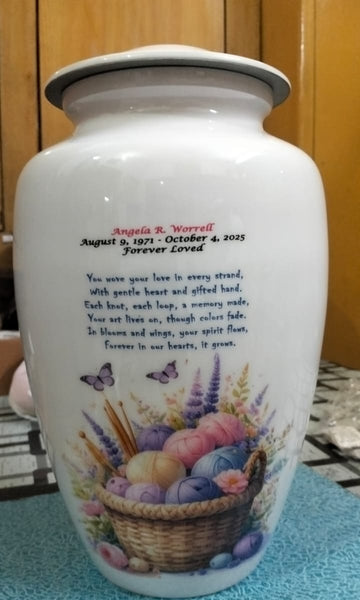 Angela R. Worrell
August 9, 1971 - October 4, 2025
Forever Loved
You wove your love in every strand,
With gentle heart and gifted hand.
Each knot, each loop, a memory made,
Your art lives on, though colors fade.
In blooms and wings, your spirit flows,
Forever in our hearts, it grows.